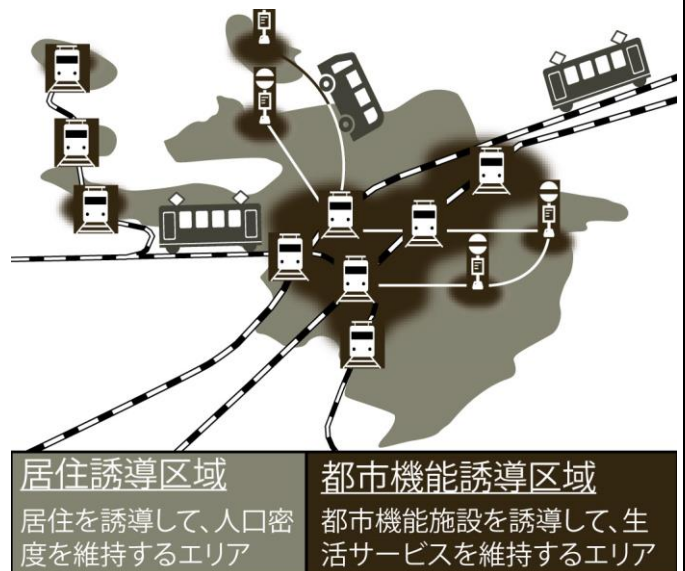 居住誘導区域
居住を誘導して、人口密
度を維持するエリア
都市機能誘導区域
都市機能施設を誘導して、生
活サービスを維持するエリア